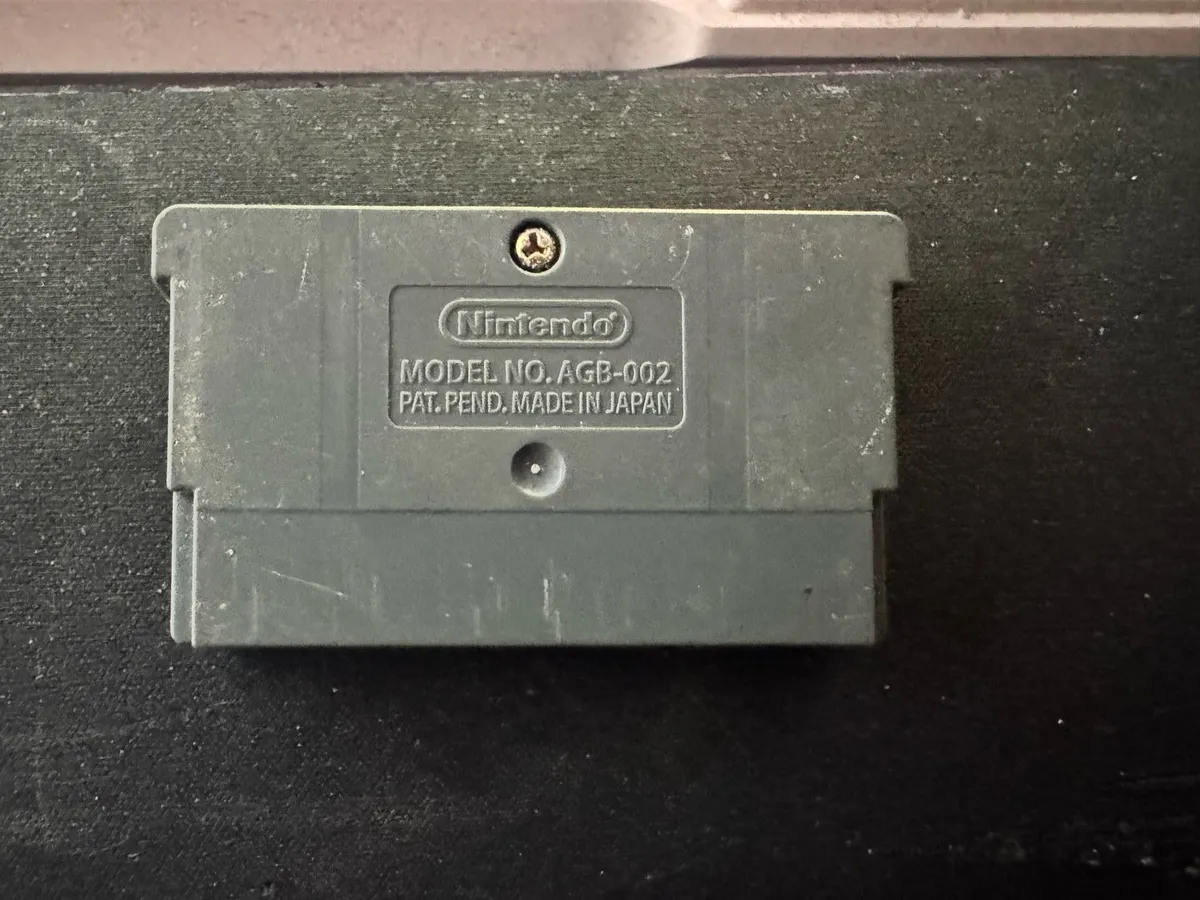 Nintendo®
MODEL NO. AGB-002
PAT. PEND. MADE IN JAPAN